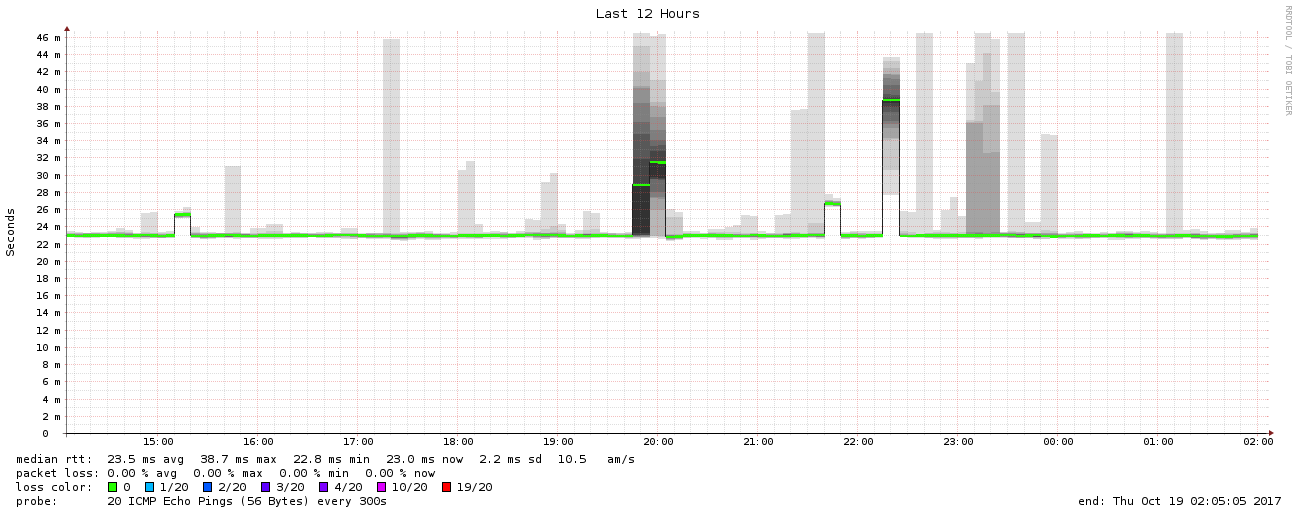 Last 12 Hours
RRDTOOL / TOBI OETIKER
Seconds
46 m
44 m
42 m
40 m
38 m
36 m
34 m
32 m
30 m
28 m
26 m
24 m
22 m
20 m
18 m
16 m
14 m
12 m
10 m
8 m
6 m
4 m
2 m
0
15:00 16:00 17:00 18:00 19:00 20:00 21:00 22:00 23:00 00:00 01:00 02:00
median rtt: 23.5 ms avg 38.7 ms max 22.8 ms min 23.0 ms now 2.2 ms sd 10.5 am/s
packet loss: 0.00 % avg 0.00 % max 0.00 % min 0.00 % now
loss color: 0 1/20 2/20 3/20 4/20 10/20 19/20
probe: 20 ICMP Echo Pings (56 Bytes) every 300s end: Thu Oct 19 02:05:05 2017